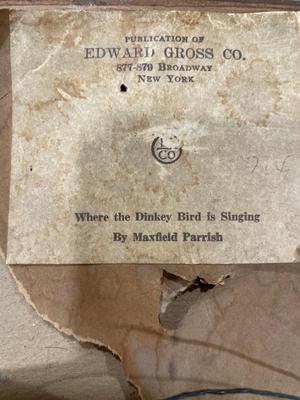 PUBLICATION OF
EDWARD GROSS CO.
877-879 BROADWAY
NEW YORK
CO
Where the Dinkey Bird is Singing
By Maxfield Parrish